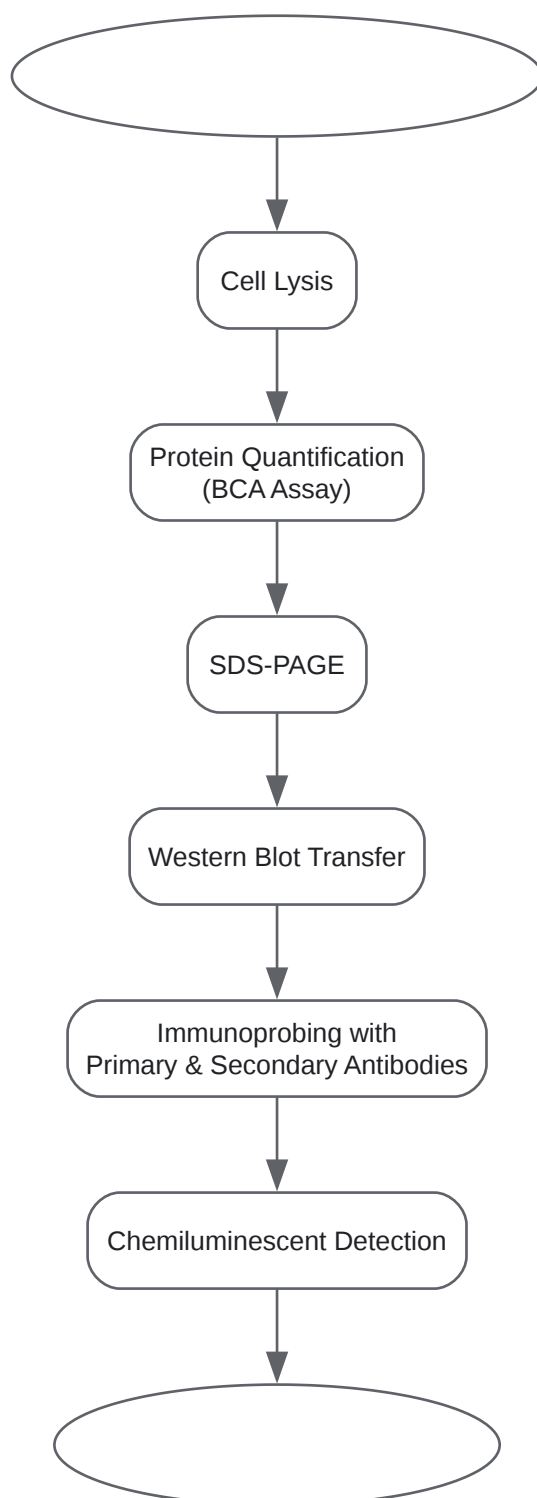 Cell Lysis
Protein Quantification
(BCA Assay)
SDS-PAGE
Western Blot Transfer
Immunoprobing with
Primary & Secondary Antibodies
Chemiluminescent Detection